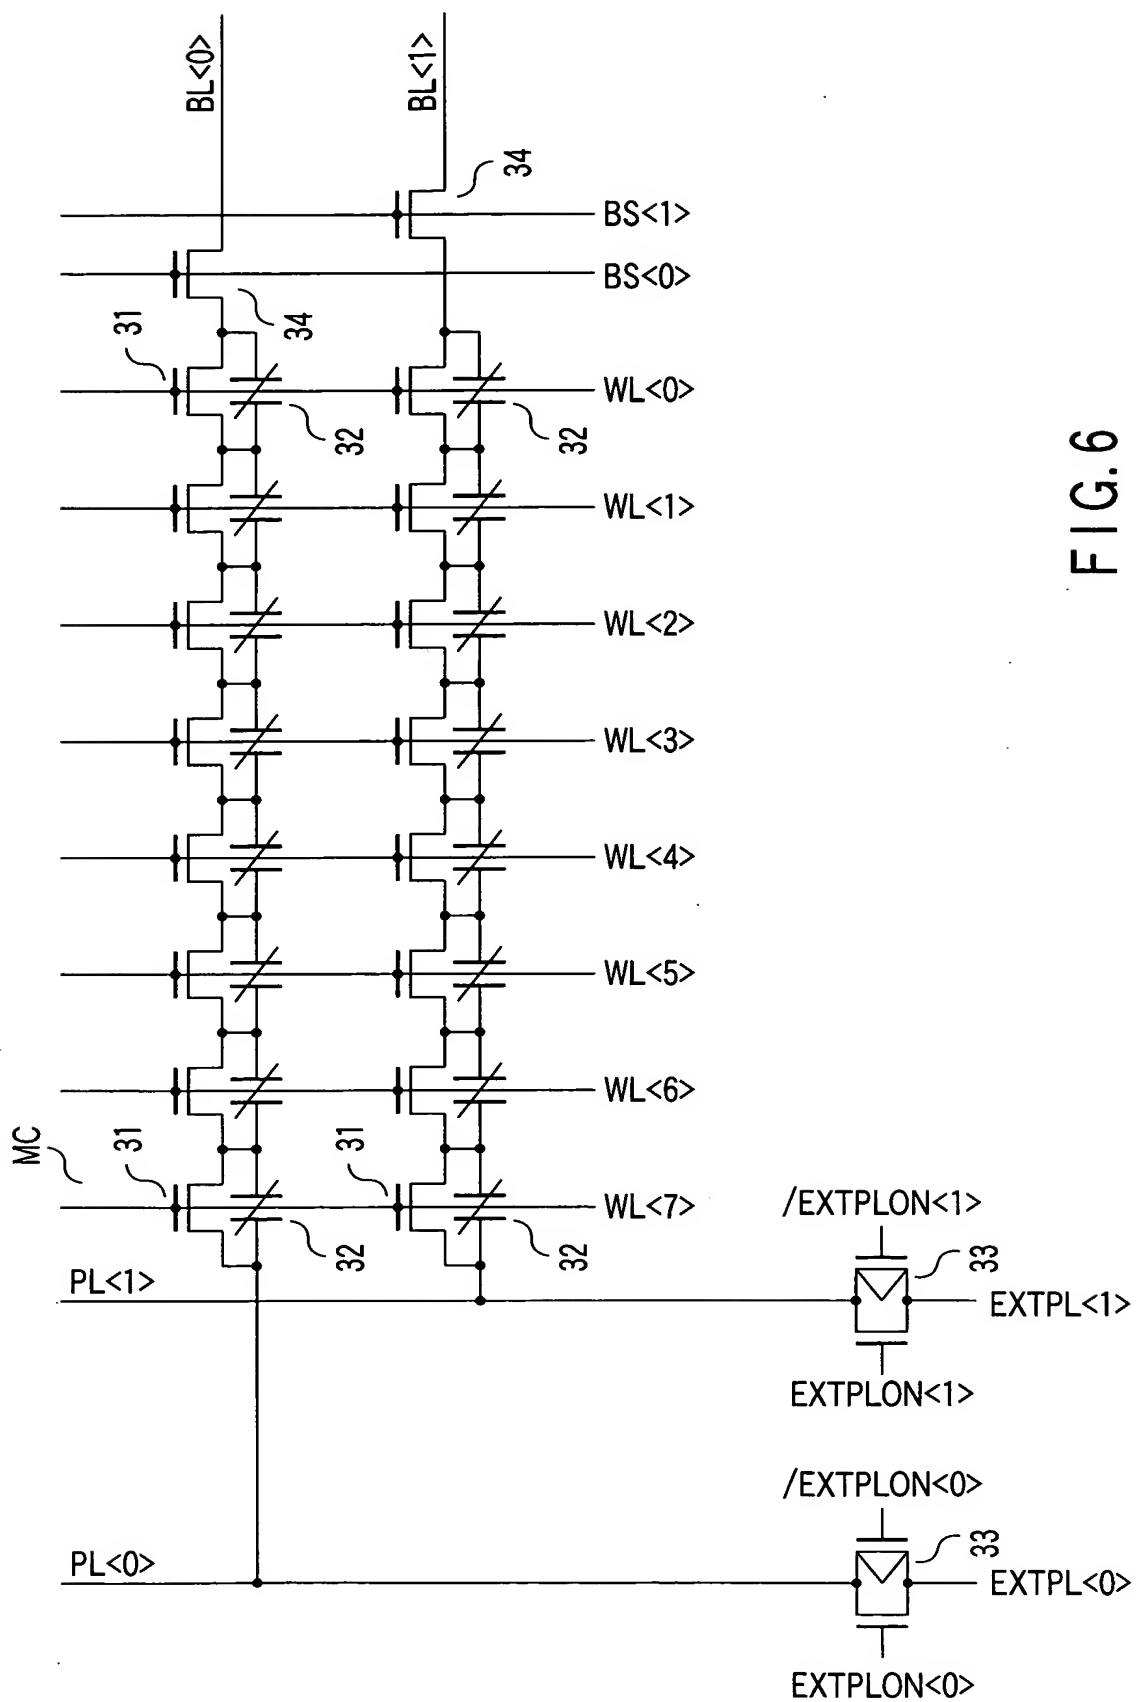 BL<0>
BL<1>
34
BS<1>
BS<0>
31
34
WL<0>
32
32
WL<1>
WL<2>
WL<3>
WL<4>
WL<5>
WL<6>
MC
31
31
WL<7>
32
32
/EXTPLON<1>
PL<1>
33
EXTPL<1>
EXTPLON<1>
/EXTPLON<0>
PL<0>
33
EXTPL<0>
EXTPLON<0>
FIG. 6